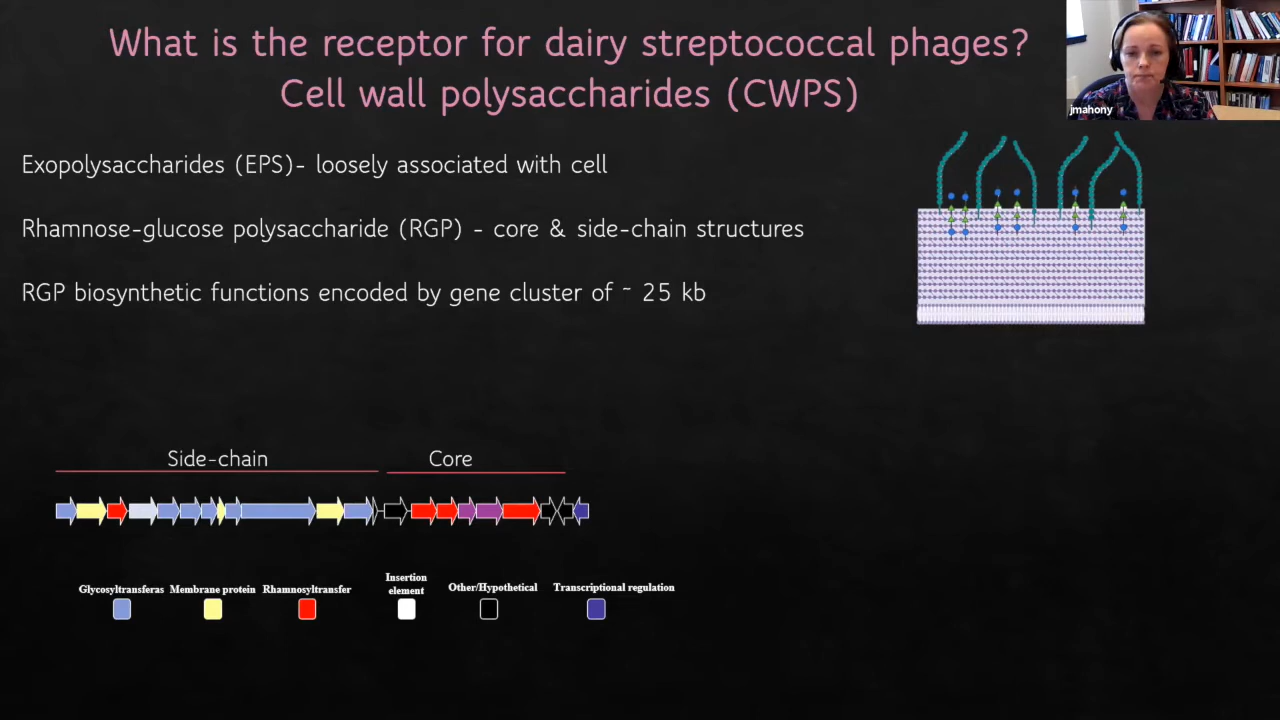 What is the receptor for dairy streptococcal phages?
Cell wall polysaccharides (CWPS)
jmahony
Exopolysaccharides (EPS)- loosely associated with cell
Rhamnose-glucose polysaccharide (RGP) - core & side-chain structures
RGP biosynthetic functions encoded by gene cluster of ~ 25 kb
Side-chain
Core
Glycosyltransferas
Membrane protein
Rhamnosyltransfer
Insertion
element
Other/Hypothetical
Transcriptional regulation